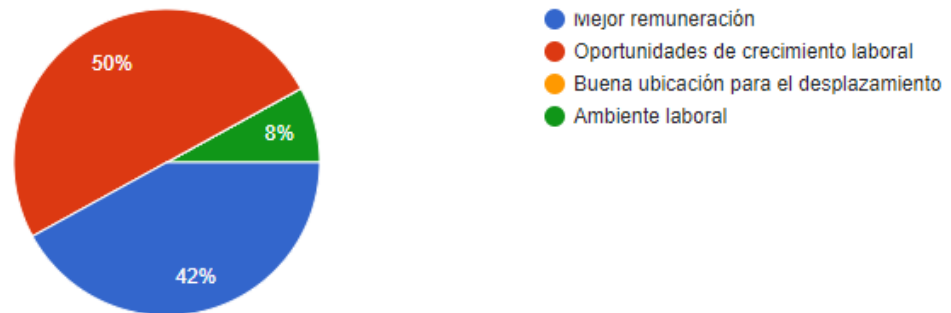 50%
8%
42%
Mejor remuneración
Oportunidades de crecimiento laboral
Buena ubicación para el desplazamiento
Ambiente laboral